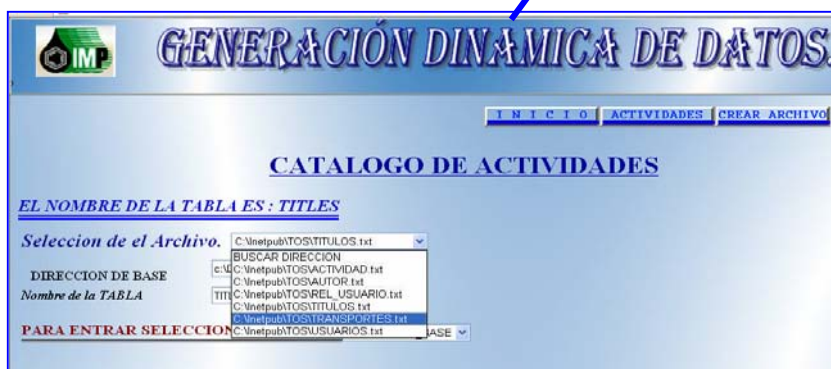 IMP
GENERACIÓN DINAMICA DE DATOS.
I N I C I O ACTIVIDADES CREAR ARCHIVO
CATALOGO DE ACTIVIDADES
EL NOMBRE DE LA TABLA ES : TITLES
Seleccion de el Archivo. C:\Inetpub\TOS\TITULOS.txt
BUSCAR DIRECCION
DIRECCION DE BASE C:\Inetpub\TOS\ACTIVIDAD.txt
C:\Inetpub\TOS\AUTOR.txt
Nombre de la TABLA C:\Inetpub\TOS\REL_USUARIO.txt
C:\Inetpub\TOS\TITULOS.txt
C:\Inetpub\TOS\TRANSPORTES.txt
PARA ENTRAR SELECCION C:\Inetpub\TOS\USUARIOS.txt